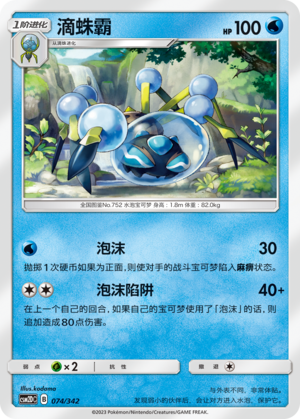 1阶进化
滴蛛霸
HP 100
从滴蛛进化
全国图鉴No.752 水泡宝可梦 身高:1.8m 体重:82.0kg
泡沫 30
抛掷1次硬币如果为正面,则使对手的战斗宝可梦陷入麻痹状态。
泡沫陷阱 40+
在上一个自己的回合,如果自己的宝可梦使用了「泡沫」的话,则
追加造成80点伤害。
弱点 ×2 抗性 撤退
Illus.kodama
CSM2DC B 074/342
与外表不同,非常体贴。
发现弱小的伙伴后,会让对方进入水泡,保护它。
©2023 Pokémon/Nintendo/Creatures/GAME FREAK.